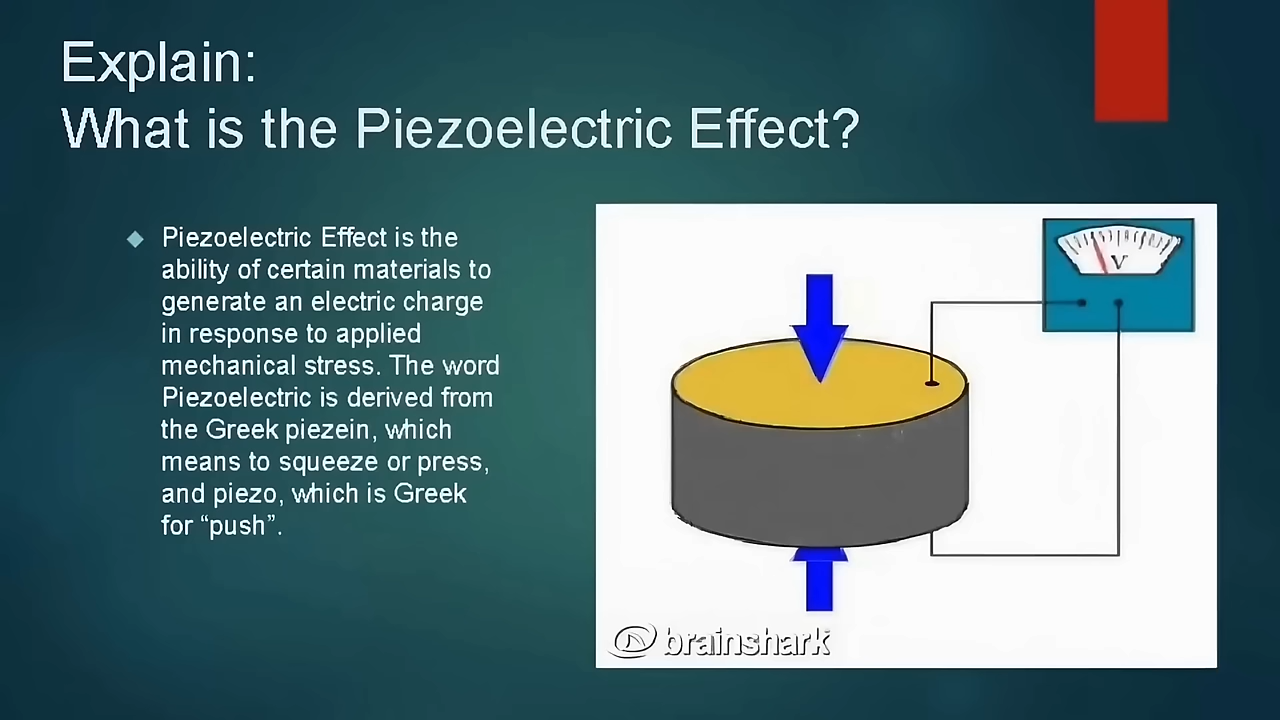 Explain:
What is the Piezoelectric Effect?
Piezoelectric Effect is the
ability of certain materials to
generate an electric charge
in response to applied
mechanical stress. The word
Piezoelectric is derived from
the Greek piezein, which
means to squeeze or press,
and piezo, which is Greek
for “push”.
V
brainshark